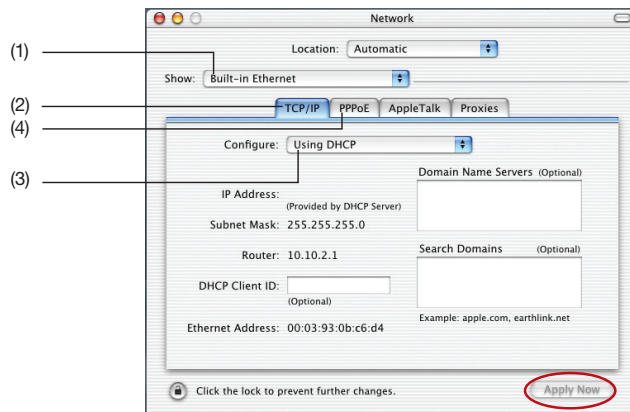 Network
Location: Automatic
(1)
Show: Built-in Ethernet
(2)
TCP/IP PPPoE AppleTalk Proxies
(4)
Configure: Using DHCP
(3)
Domain Name Servers (Optional)
IP Address:
(Provided by DHCP Server)
Subnet Mask: 255.255.255.0
Router: 10.10.2.1
Search Domains (Optional)
DHCP Client ID:
(Optional)
Example: apple.com, earthlink.net
Ethernet Address: 00:03:93:0b:c6:d4
Click the lock to prevent further changes.
Apply Now